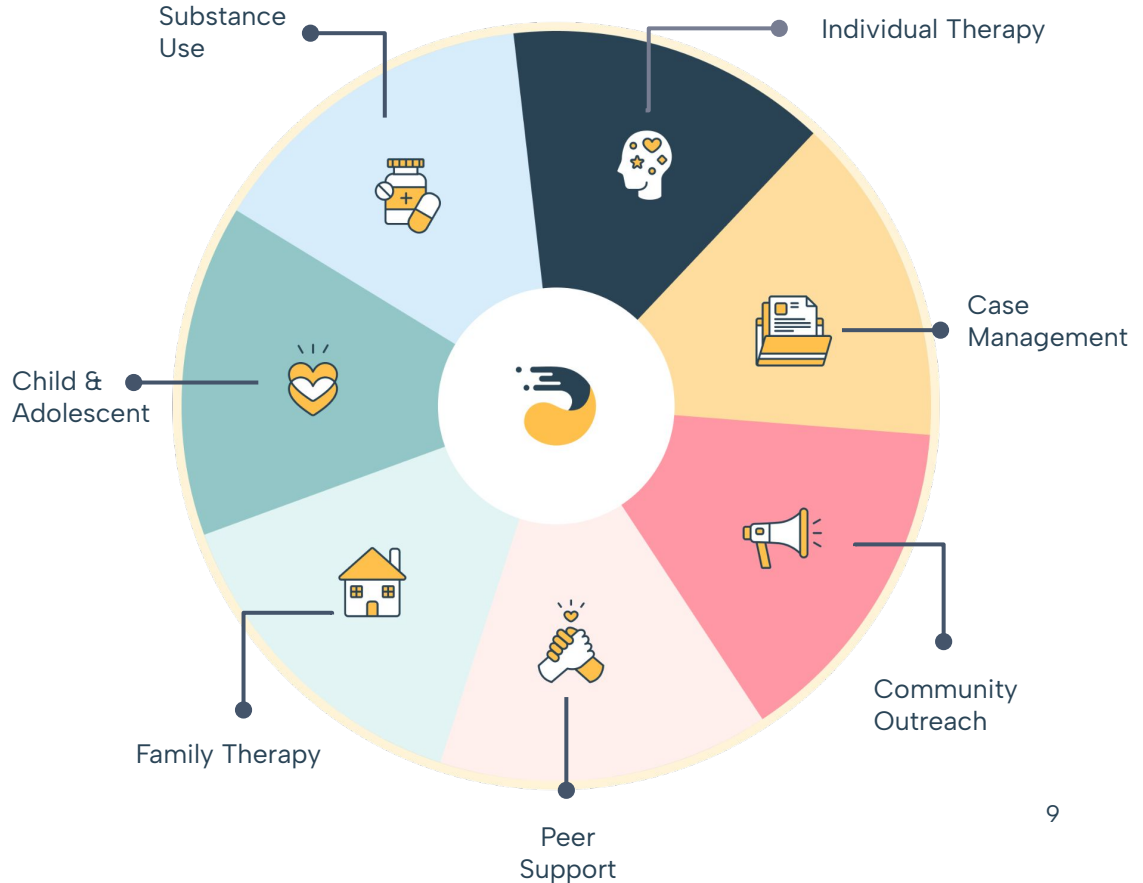 Substance
Use
Individual Therapy
Case
Management
Child &
Adolescent
Community
Outreach
Family Therapy
Peer
Support
9